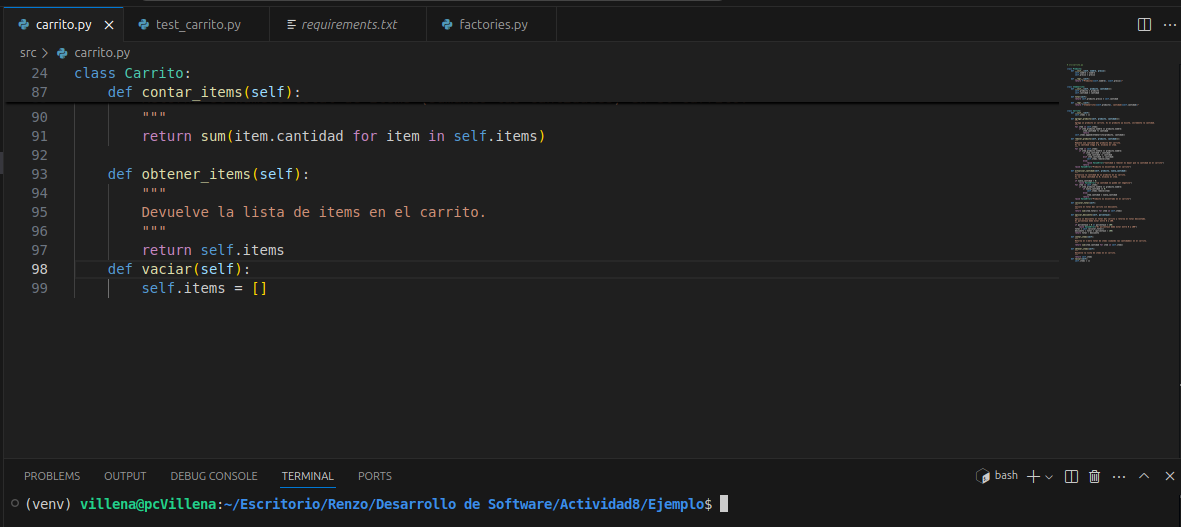 carrito.py
test_carrito.py
requirements.txt
factories.py
src > carrito.py
24 class Carrito:
87 def contar_items(self):
90 """
91 return sum(item.cantidad for item in self.items)
92
93 def obtener_items(self):
94 """
95 Devuelve la lista de items en el carrito.
96 """
97 return self.items
98 def vaciar(self):
99 self.items = []
PROBLEMS OUTPUT DEBUG CONSOLE TERMINAL PORTS
bash
(venv) villena@pcVillena:~/Escritorio/Renzo/Desarrollo de Software/Actividad8/Ejemplo$